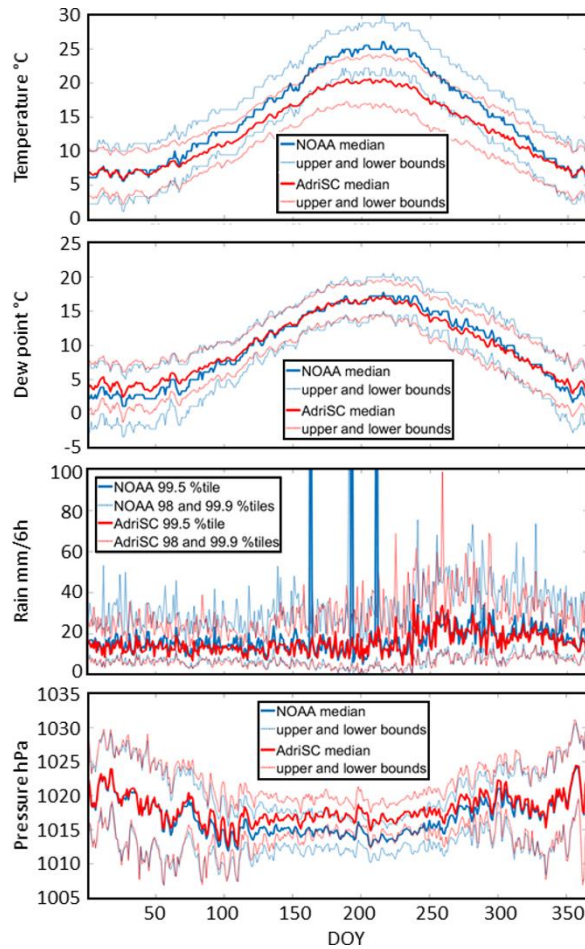 Temperature °C
30
25
20
15
10
5
0
NOAA median
upper and lower bounds
AdriSC median
upper and lower bounds
Dew point °C
25
20
15
10
5
0
-5
NOAA median
upper and lower bounds
AdriSC median
upper and lower bounds
Rain mm/6h
100
80
60
40
20
0
NOAA 99.5 %tile
NOAA 98 and 99.9 %tiles
AdriSC 99.5 %tile
AdriSC 98 and 99.9 %tiles
Pressure hPa
1035
1030
1025
1020
1015
1010
1005
NOAA median
upper and lower bounds
AdriSC median
upper and lower bounds
50 100 150 200 250 300 350
DOY